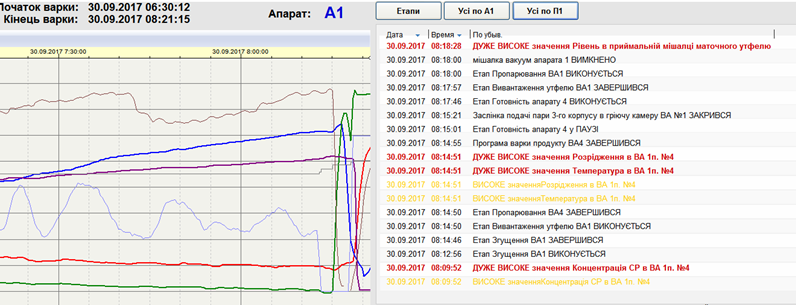 Початок варки: 30.09.2017 06:30:12
Кінець варки: 30.09.2017 08:21:15
Апарат: А1
30.09.2017 7:30:00
30.09.2017 8:00:00
Етапи
Усі по А1
Усі по П1
Дата Время По убыв.
30.09.2017 08:18:28 ДУЖЕ ВИСОКЕ значення Рівень в приймальній мішалці маточного утфелю
30.09.2017 08:18:00 мішалка вакуум апарата 1 ВИМКНЕНО
30.09.2017 08:18:00 Етап Пропарювання ВА1 ВИКОНУЄТЬСЯ
30.09.2017 08:17:57 Етап Вивантаження утфелю ВА1 ЗАВЕРШИВСЯ
30.09.2017 08:17:46 Етап Готовність апарату 4 ВИКОНУЄТЬСЯ
30.09.2017 08:15:21 Заслінка подачі пари 3-го корпусу в гріючу камеру ВА №1 ЗАКРИВСЯ
30.09.2017 08:15:01 Етап Готовність апарату 4 у ПАУЗІ
30.09.2017 08:14:55 Програма варки продукту ВА4 ЗАВЕРШИВСЯ
30.09.2017 08:14:51 ДУЖЕ ВИСОКЕ значення Розрідження в ВА 1п. №4
30.09.2017 08:14:51 ДУЖЕ ВИСОКЕ значення Температура в ВА 1п. №4
30.09.2017 08:14:51 ВИСОКЕ значенняРозрідження в ВА 1п. №4
30.09.2017 08:14:51 ВИСОКЕ значенняТемпература в ВА 1п. №4
30.09.2017 08:14:50 Етап Пропарювання ВА4 ЗАВЕРШИВСЯ
30.09.2017 08:14:50 Етап Вивантаження утфелю ВА1 ВИКОНУЄТЬСЯ
30.09.2017 08:14:46 Етап Згущення ВА1 ЗАВЕРШИВСЯ
30.09.2017 08:12:56 Етап Згущення ВА1 ВИКОНУЄТЬСЯ
30.09.2017 08:09:52 ДУЖЕ ВИСОКЕ значення Концентрація СР в ВА 1п. №4
30.09.2017 08:09:52 ВИСОКЕ значенняКонцентрація СР в ВА 1п. №4